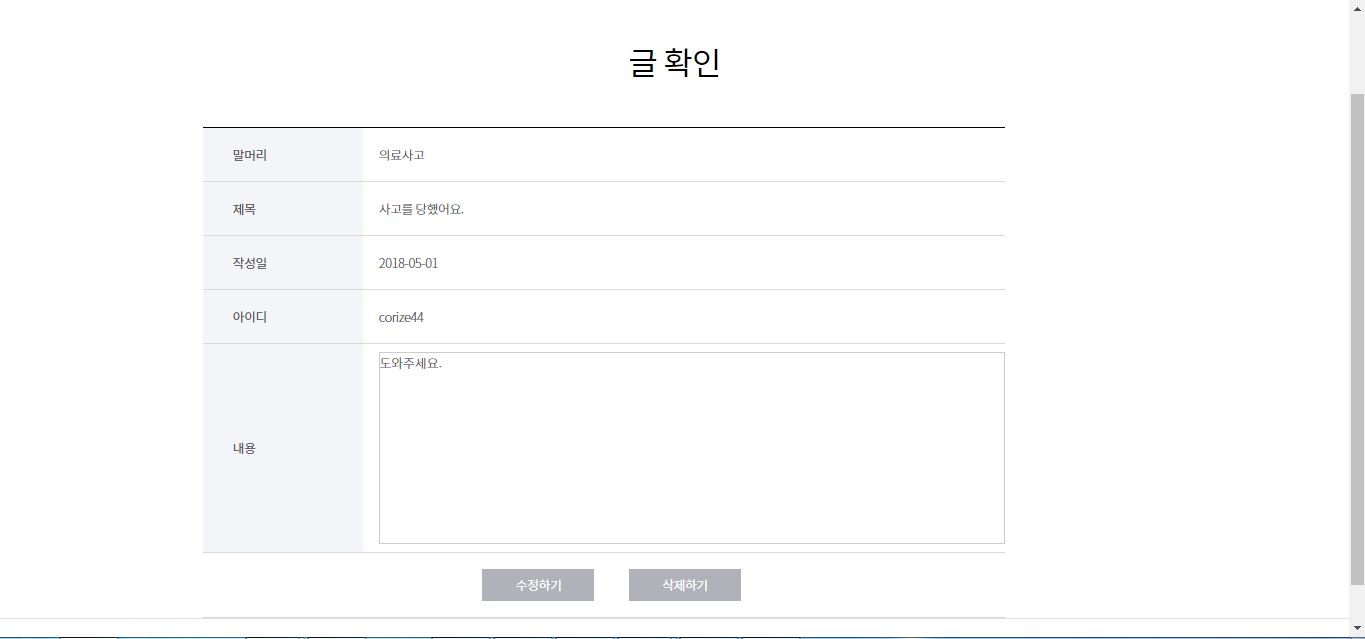 글 확인
말머리 의료사고
제목 사고를 당했어요.
작성일 2018-05-01
아이디 corize44
내용 도와주세요.
수정하기 삭제하기